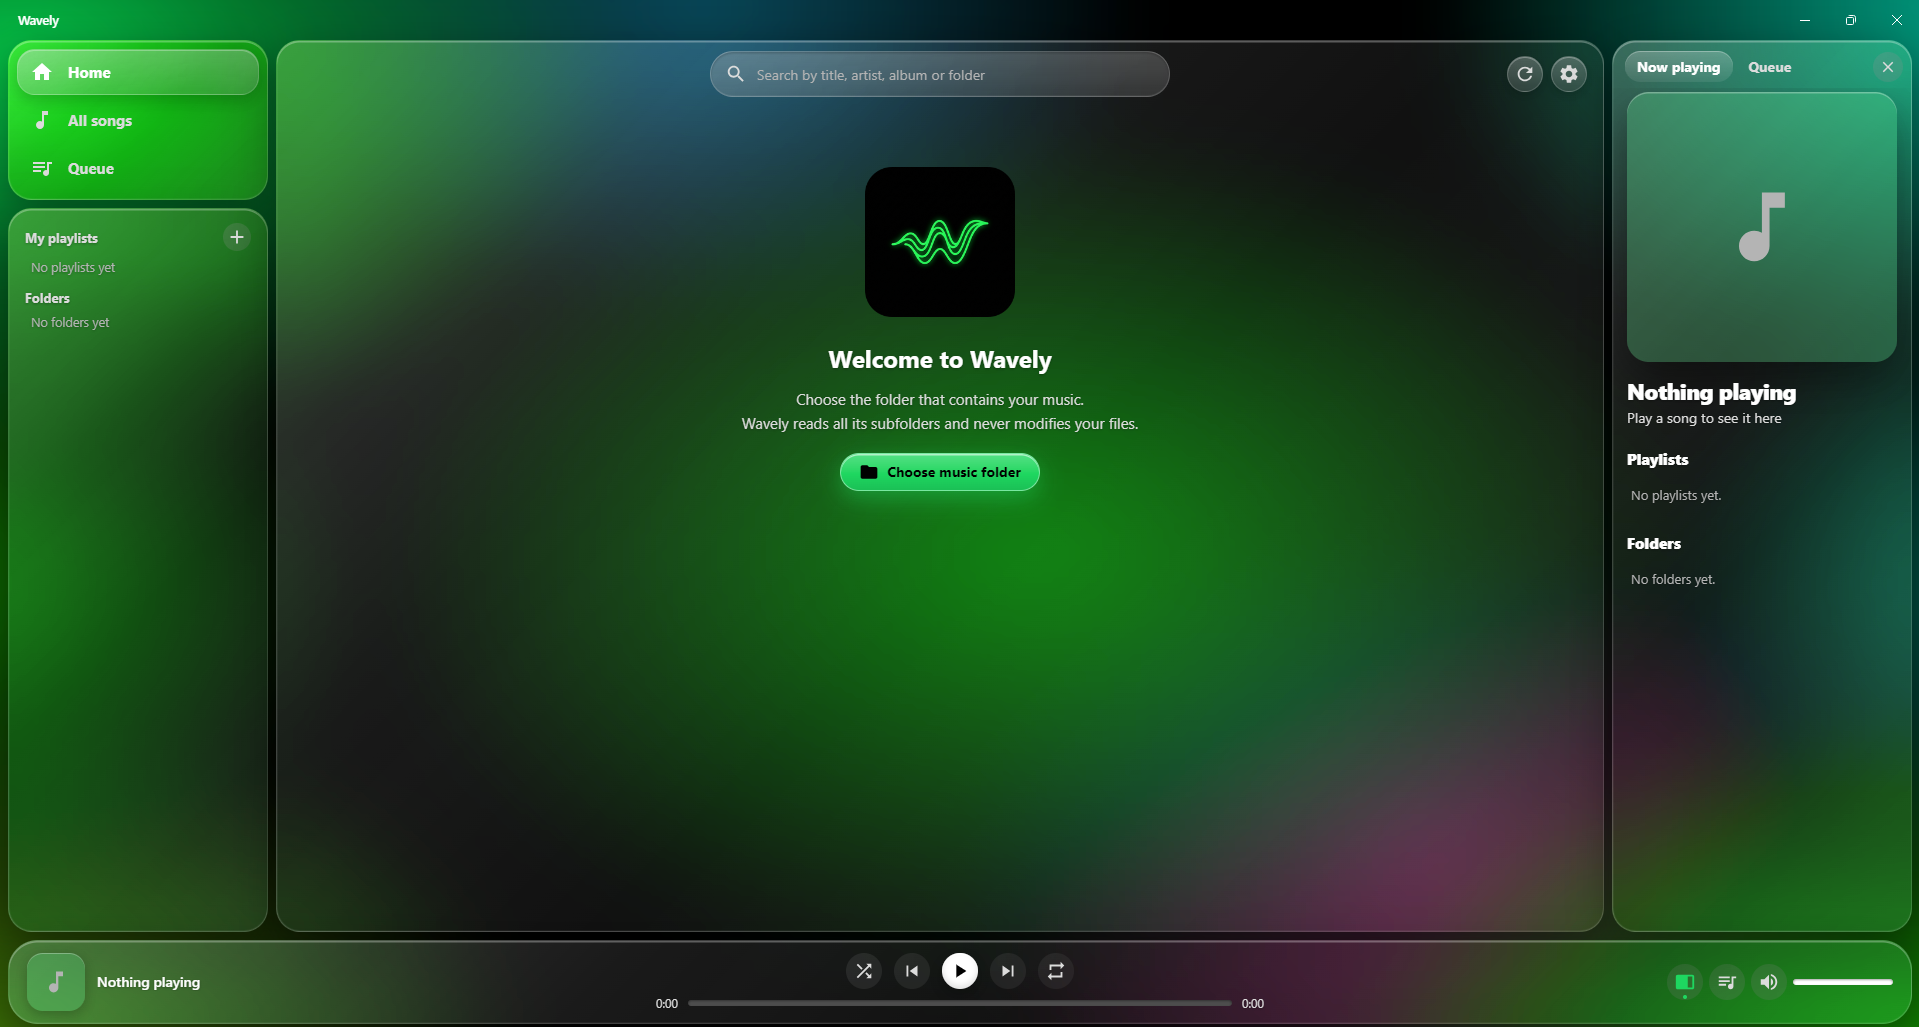 Wavely
Home
All songs
Queue
My playlists
No playlists yet
Folders
No folders yet
Search by title, artist, album or folder
Welcome to Wavely
Choose the folder that contains your music.
Wavely reads all its subfolders and never modifies your files.
Choose music folder
Now playing
Queue
Nothing playing
Play a song to see it here
Playlists
No playlists yet.
Folders
No folders yet.
Nothing playing
0:00
0:00